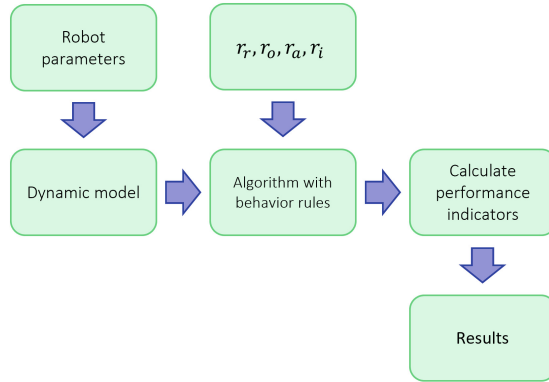 Robot
parameters
r_r, r_o, r_a, r_i
Dynamic model
Algorithm with
behavior rules
Calculate
performance
indicators
Results